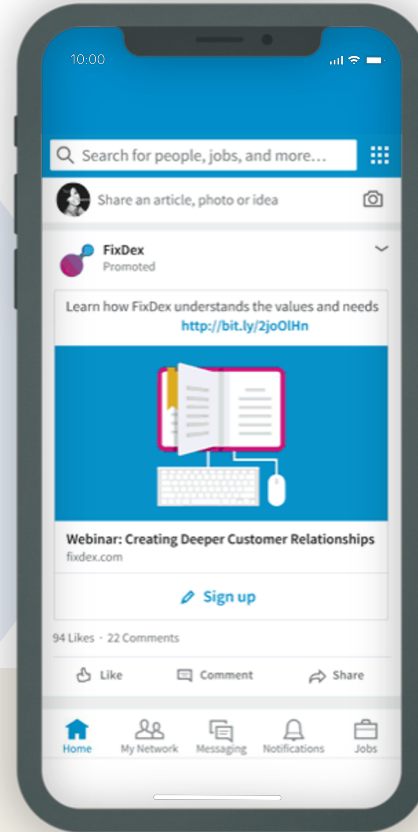 10:00
Search for people, jobs, and more...
Share an article, photo or idea
FixDex
Promoted
Learn how FixDex understands the values and needs
http://bit.ly/2joOlHn
Webinar: Creating Deeper Customer Relationships
fixdex.com
Sign up
94 Likes · 22 Comments
Like Comment Share
Home My Network Messaging Notifications Jobs